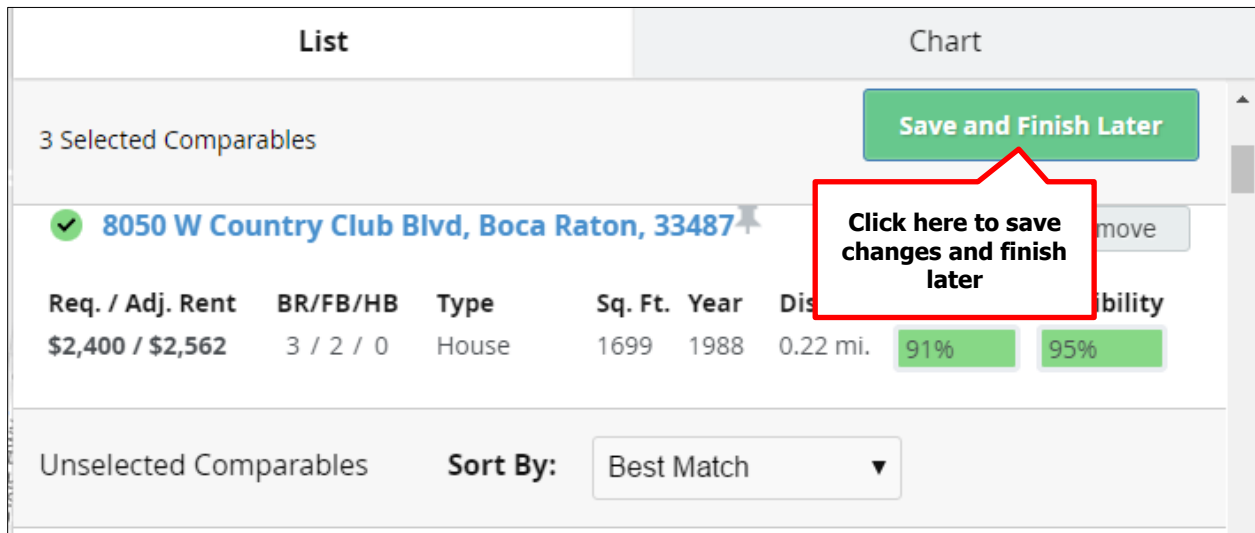 List Chart
3 Selected Comparables Save and Finish Later
8050 W Country Club Blvd, Boca Raton, 33487
Click here to save
changes and finish
later
move
Req. / Adj. Rent BR/FB/HB Type Sq. Ft. Year Dis ibility
$2,400 / $2,562 3 / 2 / 0 House 1699 1988 0.22 mi. 91% 95%
Unselected Comparables Sort By: Best Match